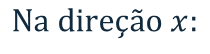 Na direção x: